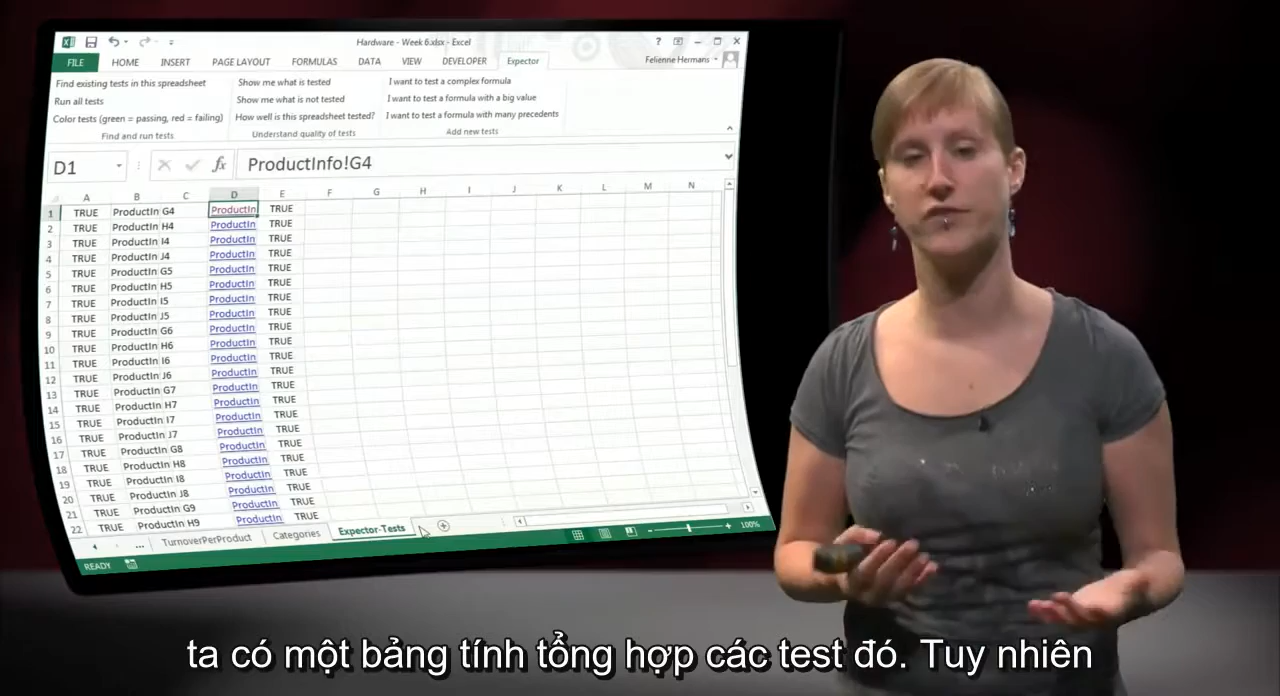 Hardware - Week 6.xlsx - Excel
FILE HOME INSERT PAGE LAYOUT FORMULAS DATA VIEW DEVELOPER Expector Felienne Hermans
Find existing tests in this spreadsheet
Run all tests
Color tests (green = passing, red = failing)
Find and run tests
Show me what is tested
Show me what is not tested
How well is this spreadsheet tested?
Understand quality of tests
I want to test a complex formula
I want to test a formula with a big value
I want to test a formula with many precedents
Add new tests
D1 fx ProductInfo!G4
A B C D E F G H I J K L M N
1 TRUE ProductIn G4 ProductIn TRUE
2 TRUE ProductIn H4 ProductIn TRUE
3 TRUE ProductIn I4 ProductIn TRUE
4 TRUE ProductIn J4 ProductIn TRUE
5 TRUE ProductIn G5 ProductIn TRUE
6 TRUE ProductIn H5 ProductIn TRUE
7 TRUE ProductIn I5 ProductIn TRUE
8 TRUE ProductIn J5 ProductIn TRUE
9 TRUE ProductIn G6 ProductIn TRUE
10 TRUE ProductIn H6 ProductIn TRUE
11 TRUE ProductIn I6 ProductIn TRUE
12 TRUE ProductIn J6 ProductIn TRUE
13 TRUE ProductIn G7 ProductIn TRUE
14 TRUE ProductIn H7 ProductIn TRUE
15 TRUE ProductIn I7 ProductIn TRUE
16 TRUE ProductIn J7 ProductIn TRUE
17 TRUE ProductIn G8 ProductIn TRUE
18 TRUE ProductIn H8 ProductIn TRUE
19 TRUE ProductIn I8 ProductIn TRUE
20 TRUE ProductIn J8 ProductIn TRUE
21 TRUE ProductIn G9 ProductIn TRUE
22 TRUE ProductIn H9 ProductIn TRUE
... TurnoverPerProduct Categories Expector-Tests
READY 100%
ta có một bảng tính tổng hợp các test đó. Tuy nhiên